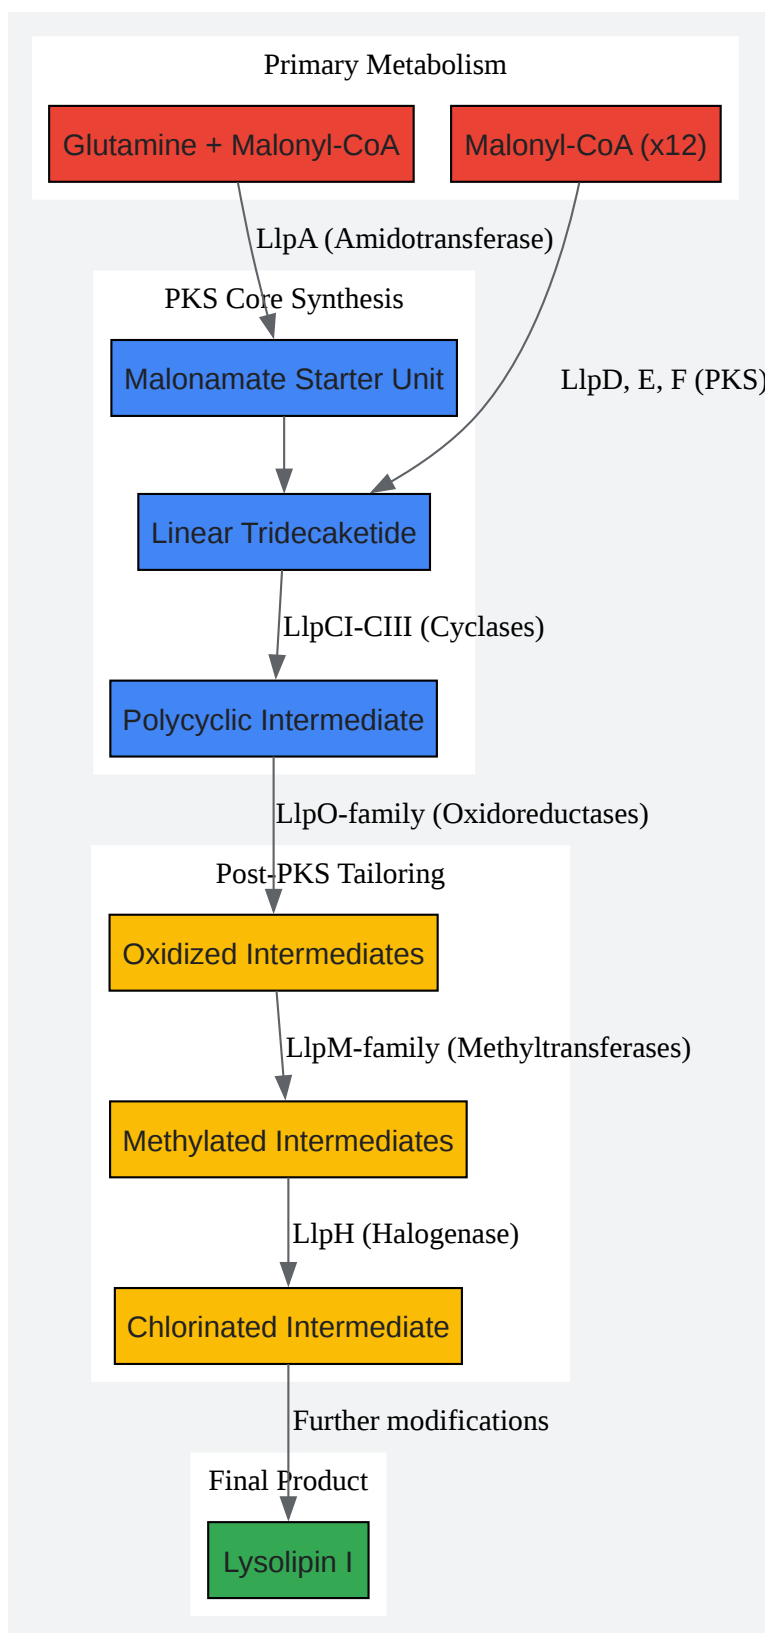 Primary Metabolism
Glutamine + Malonyl-CoA
Malonyl-CoA (x12)
LlpA (Amidotransferase)
PKS Core Synthesis
Malonamate Starter Unit
LlpD, E, F (PKS)
Linear Tridecaketide
LlpCI-CIII (Cyclases)
Polycyclic Intermediate
LlpO-family (Oxidoreductases)
Post-PKS Tailoring
Oxidized Intermediates
LlpM-family (Methyltransferases)
Methylated Intermediates
LlpH (Halogenase)
Chlorinated Intermediate
Further modifications
Final Product
Lysolipin I